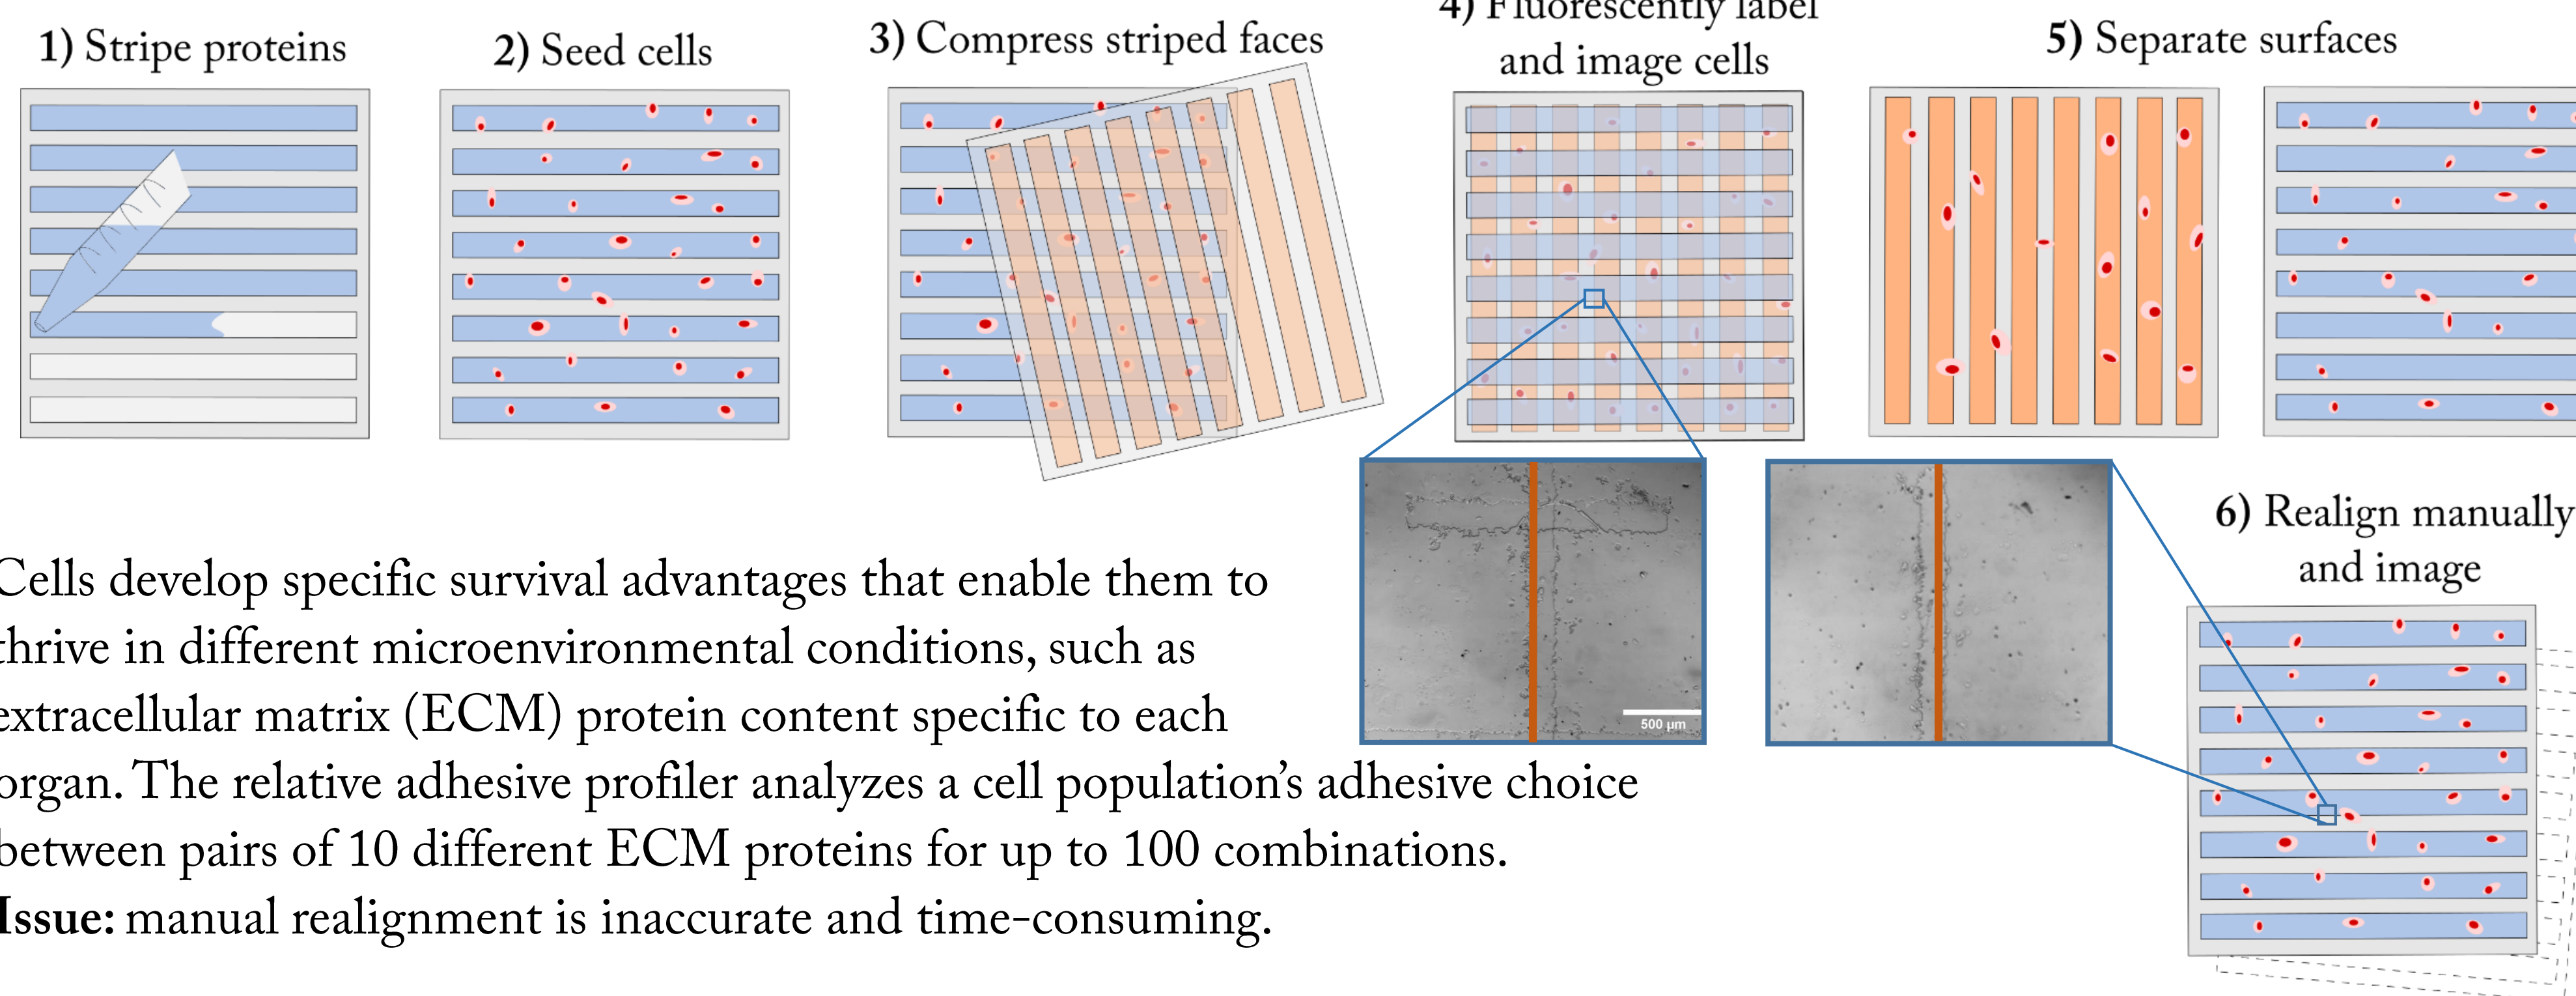 1) Stripe proteins
2) Seed cells
3) Compress striped faces
4) Fluorescently label
and image cells
5) Separate surfaces
500 µm
6) Realign manually
and image
Cells develop specific survival advantages that enable them to
thrive in different microenvironmental conditions, such as
extracellular matrix (ECM) protein content specific to each
organ. The relative adhesive profiler analyzes a cell population’s adhesive choice
between pairs of 10 different ECM proteins for up to 100 combinations.
Issue: manual realignment is inaccurate and time-consuming.